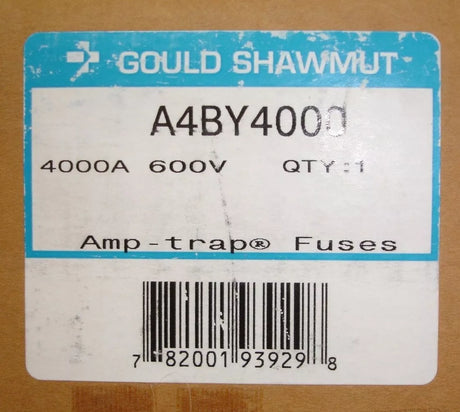 GOULD SHAWMUT
A4BY4000
4000A 600V QTY:1
Amp-trap® Fuses
7 82001 93929 8